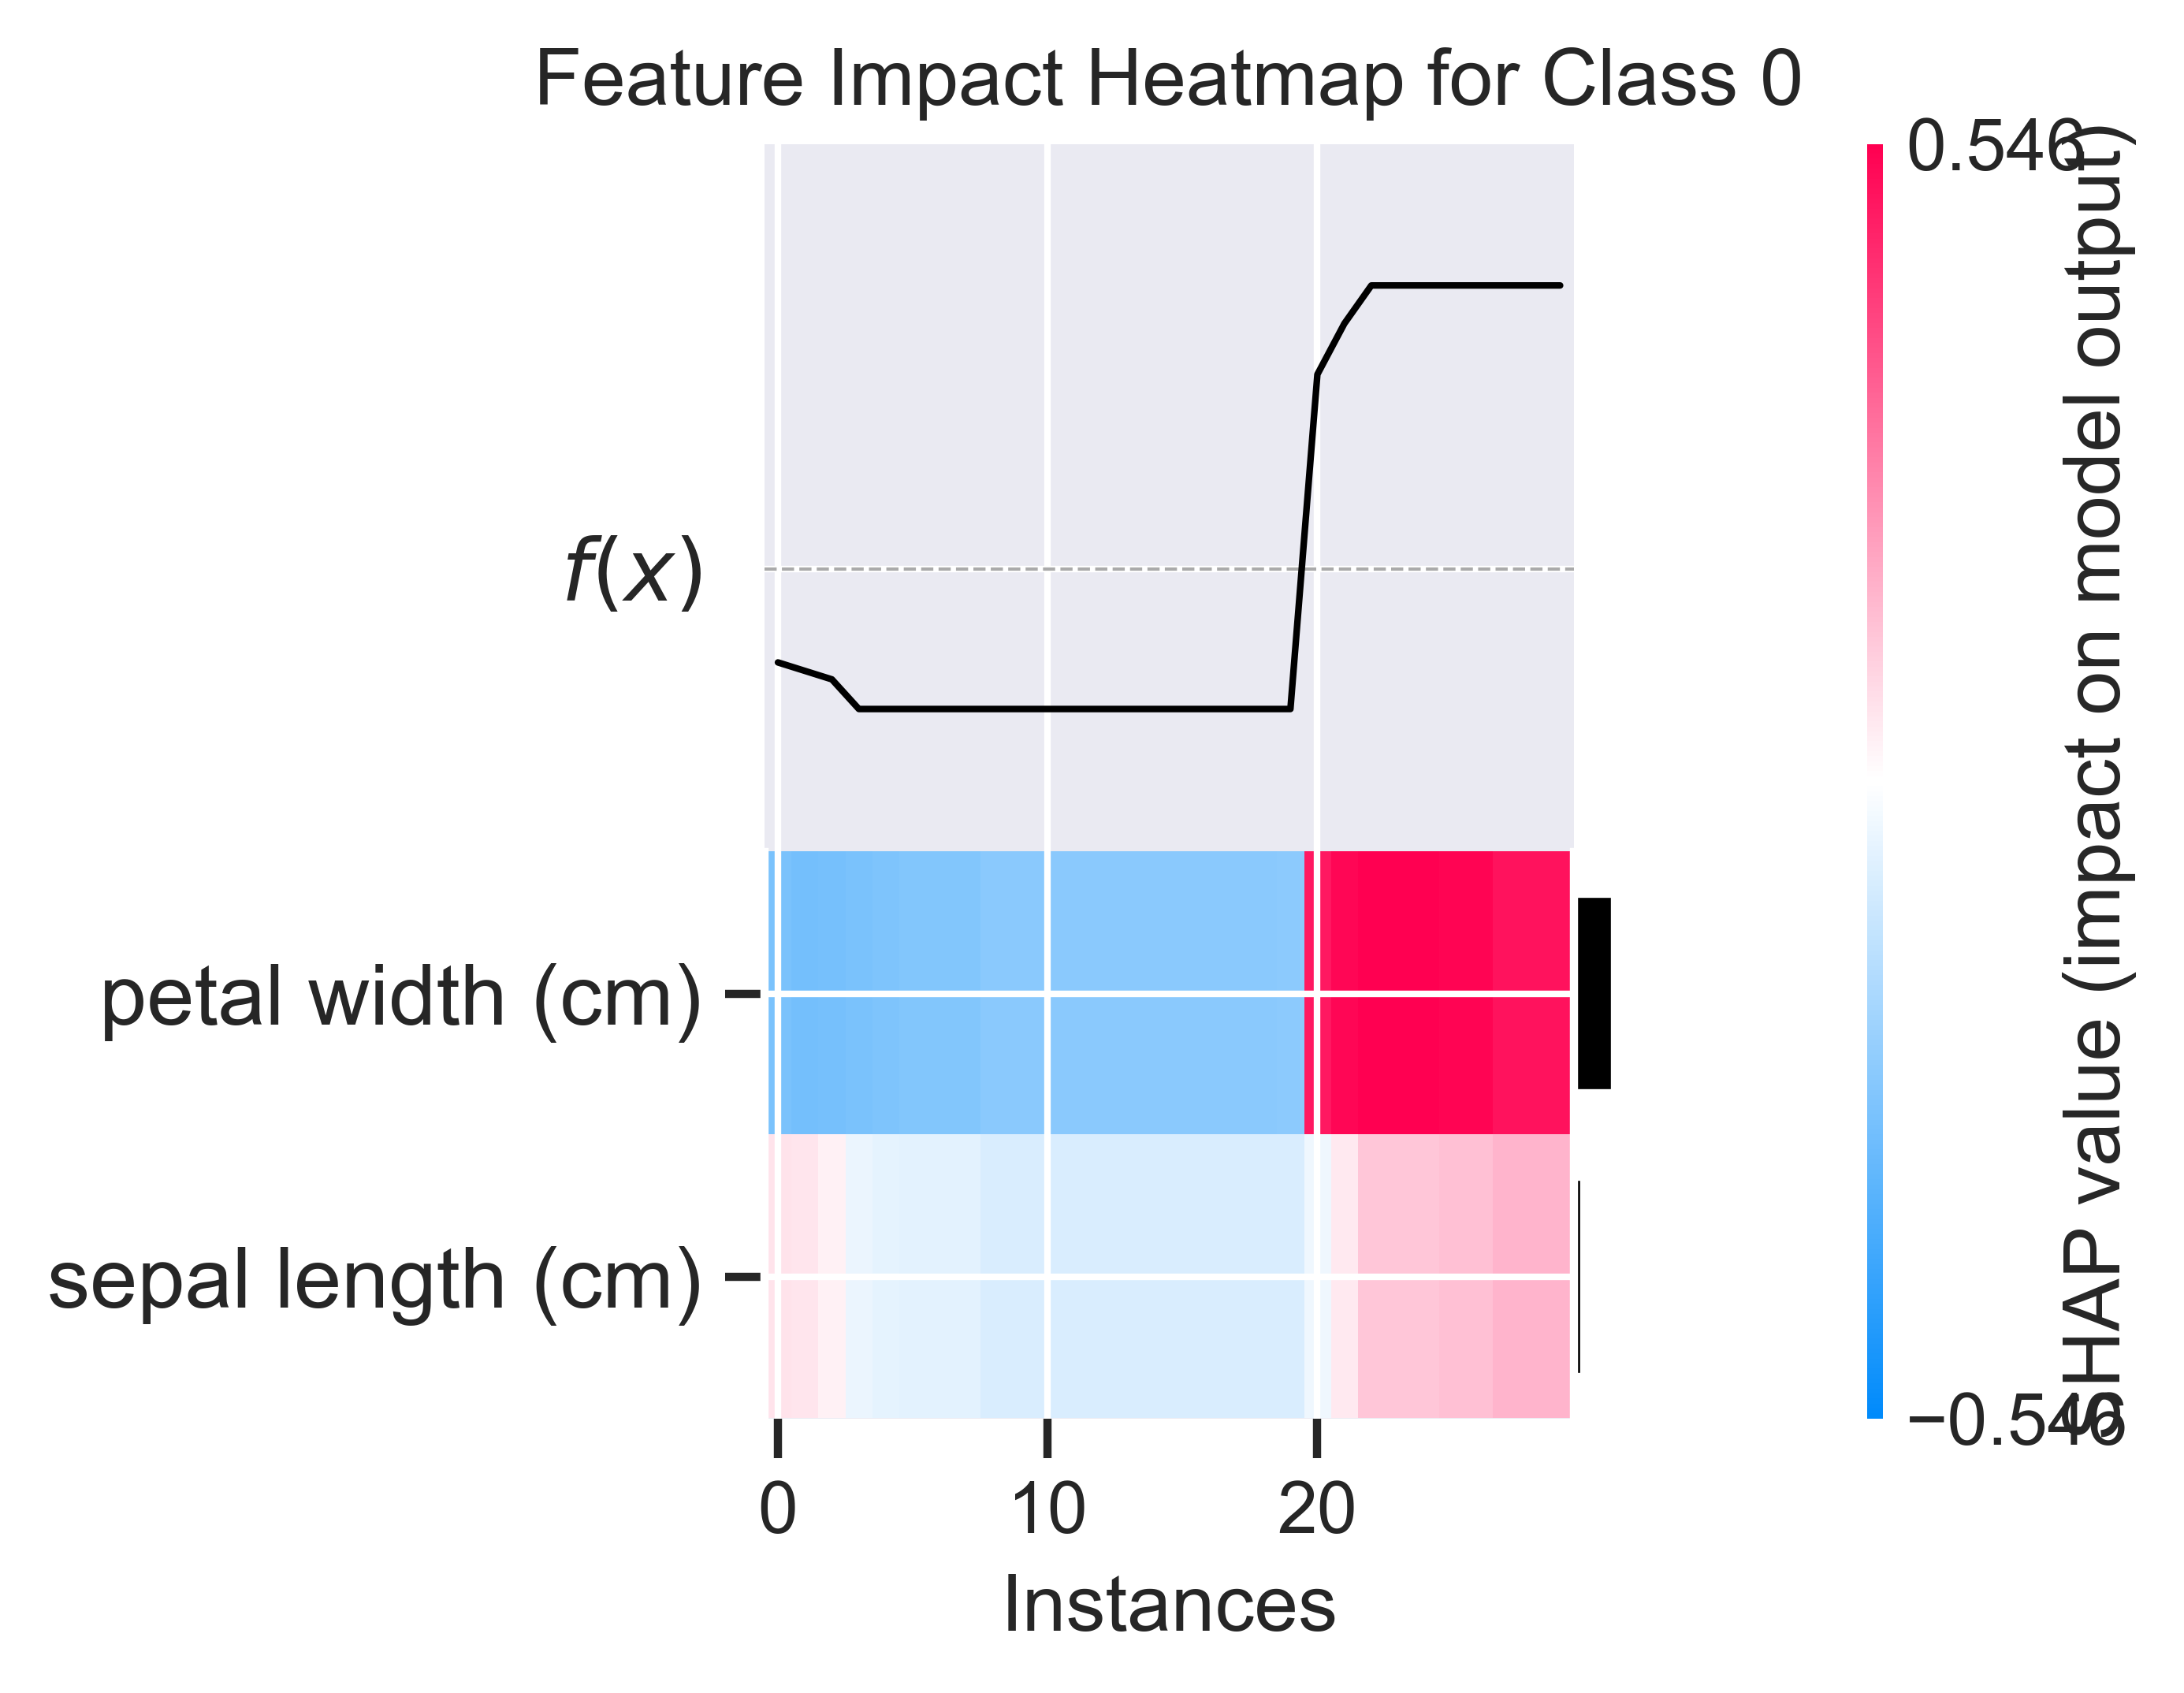 Feature Impact Heatmap for Class 0
f(x)
petal width (cm)
sepal length (cm)
0 10 20
Instances
0.546
−0.546
SHAP value (impact on model output)